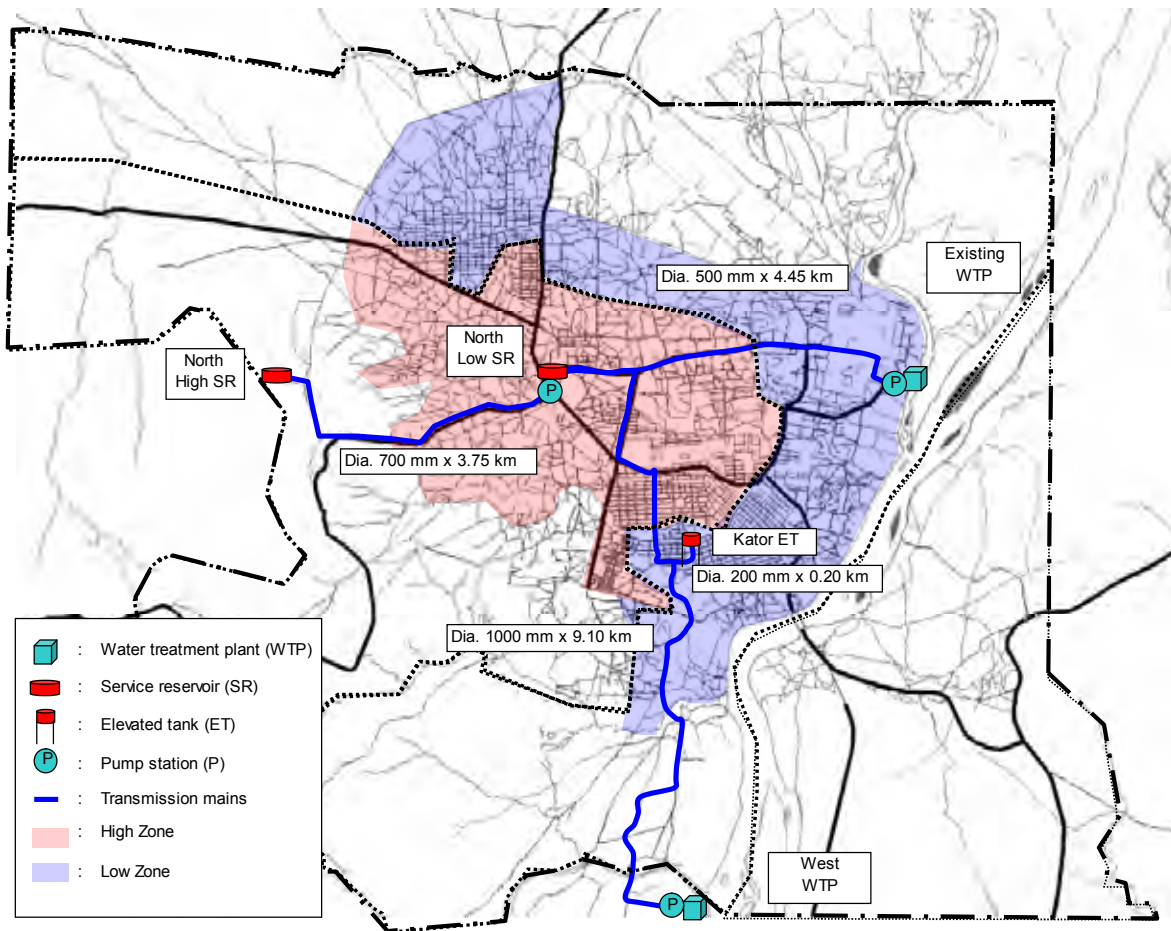 Dia. 500 mm x 4.45 km
Existing
WTP
North
Low SR
North
High SR
P
P
Dia. 700 mm x 3.75 km
Kator ET
Dia. 200 mm x 0.20 km
Dia. 1000 mm x 9.10 km
West
WTP
P
: Water treatment plant (WTP)
: Service reservoir (SR)
: Elevated tank (ET)
P : Pump station (P)
: Transmission mains
: High Zone
: Low Zone